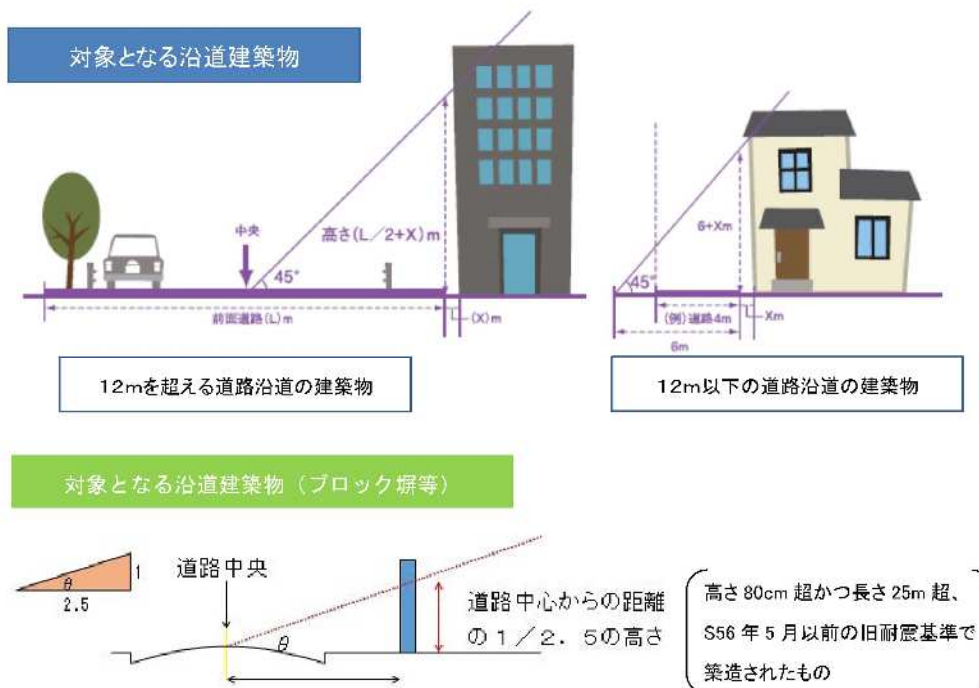 対象となる沿道建築物
中央
高さ(L/2+X)m
45°
前面道路(L)m
(X)m
12mを超える道路沿道の建築物
6+Xm
45°
(例)道路4m
Xm
6m
12m以下の道路沿道の建築物
対象となる沿道建築物（ブロック塀等）
θ
1
2.5
道路中央
θ
道路中心からの距離
の1/2.5の高さ
高さ80cm超かつ長さ25m超、
S56年5月以前の旧耐震基準で
築造されたもの